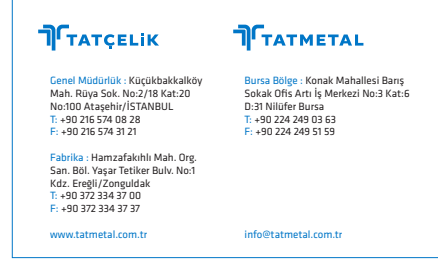 TATÇELİK
TATMETAL
Genel Müdürlük : Küçükbakkalköy
Mah. Rüya Sok. No:2/18 Kat:20
No:100 Ataşehir/İSTANBUL
T: +90 216 574 08 28
F: +90 216 574 31 21
Fabrika : Hamzafakıhlı Mah. Org.
San. Böl. Yaşar Tetiker Bulv. No:1
Kdz. Ereğli/Zonguldak
T: +90 372 334 37 00
F: +90 372 334 37 37
www.tatmetal.com.tr
Bursa Bölge : Konak Mahallesi Barış
Sokak Ofis Artı İş Merkezi No:3 Kat:6
D:31 Nilüfer Bursa
T: +90 224 249 03 63
F: +90 224 249 51 59
info@tatmetal.com.tr